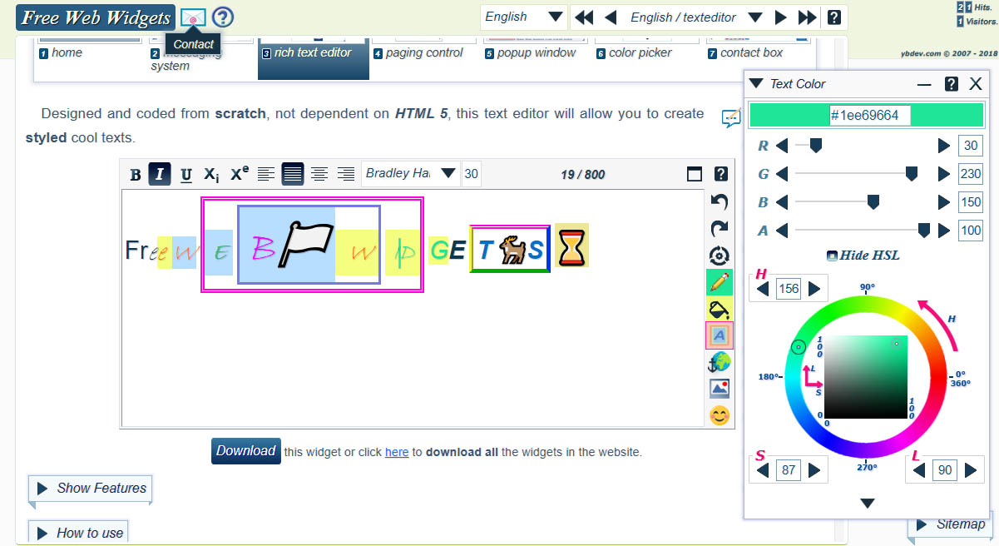 Free Web Widgets
Contact
English
English / texteditor
21 Hits.
1 Visitors.
ybdev.com © 2007 - 2018
1 home
2 messaging system
3 rich text editor
4 paging control
5 popup window
6 color picker
7 contact box
Designed and coded from scratch, not dependent on HTML 5, this text editor will allow you to create
styled cool texts.
B I U Xi Xe
Bradley Ha
30
19 / 800
Free W E B W ID GE T S
A
Download this widget or click here to download all the widgets in the website.
Show Features
How to use
Text Color
#1ee69664
R 30
G 230
B 150
A 100
Hide HSL
H
156
90°
H
100
L
180°
0°
360°
S
100
0
0
270°
S
87
L
90
Sitemap